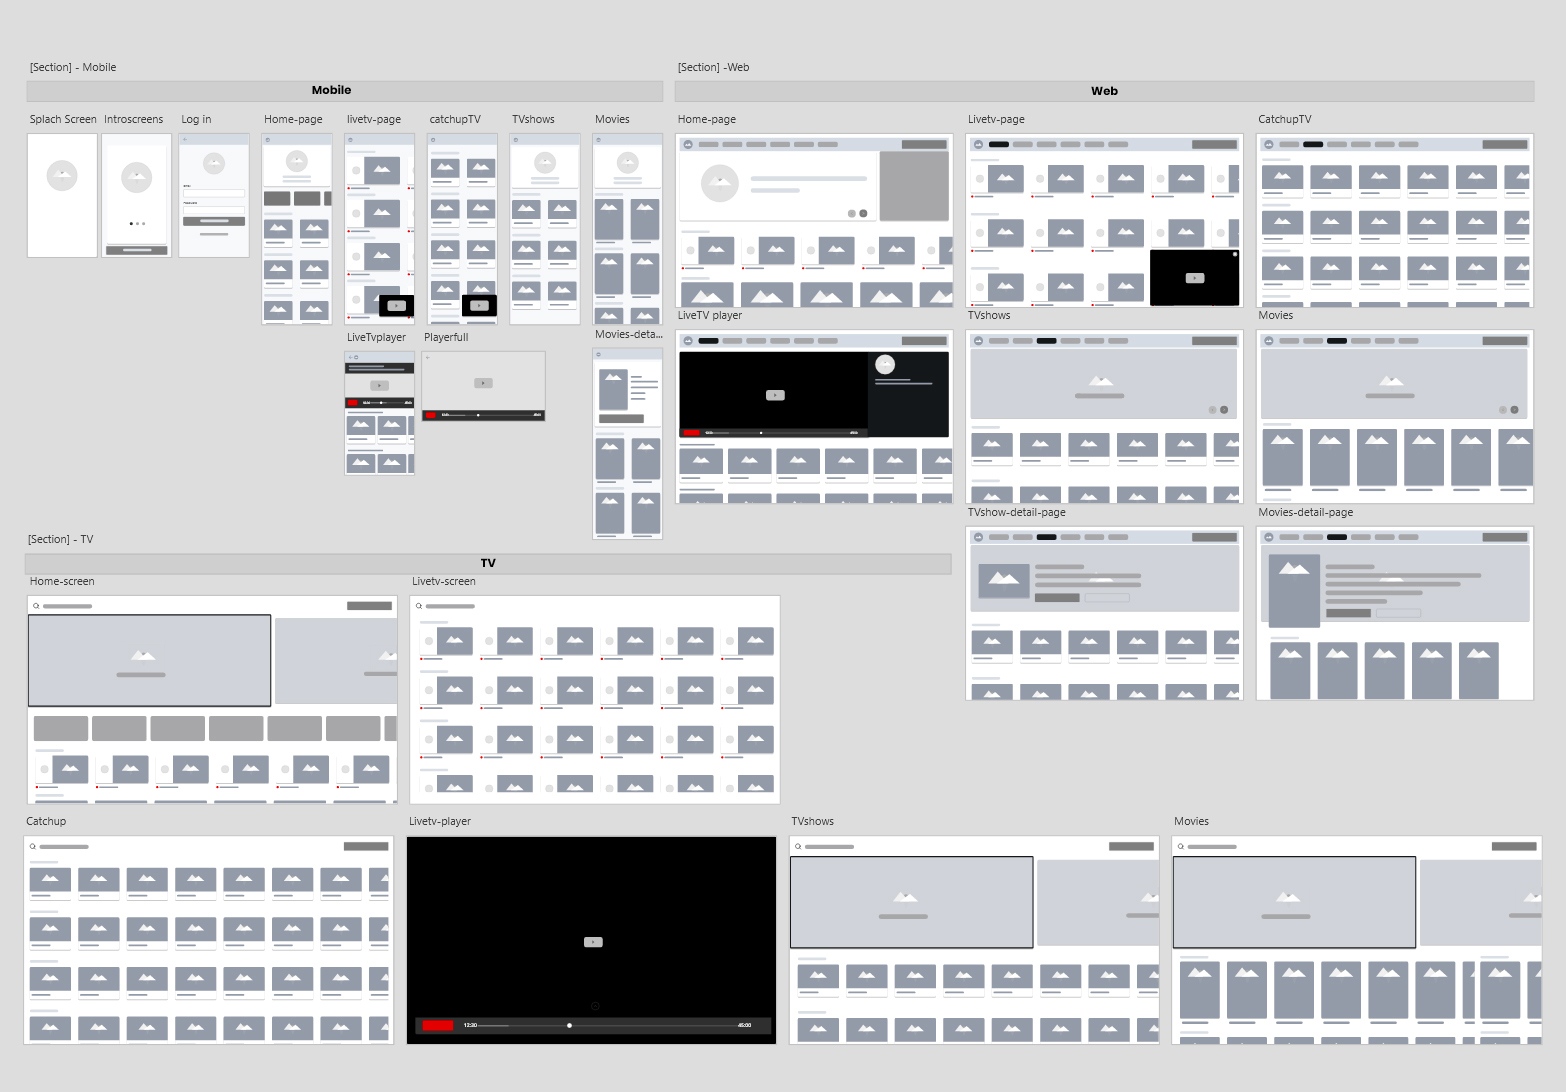 [Section] - Mobile
Mobile
Splach Screen
Introscreens
Log in
Home-page
livetv-page
catchupTV
TVshows
Movies
LiveTvplayer
Playerfull
Movies-deta...
[Section] -Web
Web
Home-page
Livetv-page
CatchupTV
LiveTV player
TVshows
Movies
TVshow-detail-page
Movies-detail-page
[Section] - TV
TV
Home-screen
Livetv-screen
Catchup
Livetv-player
12:30
45:00
TVshows
Movies